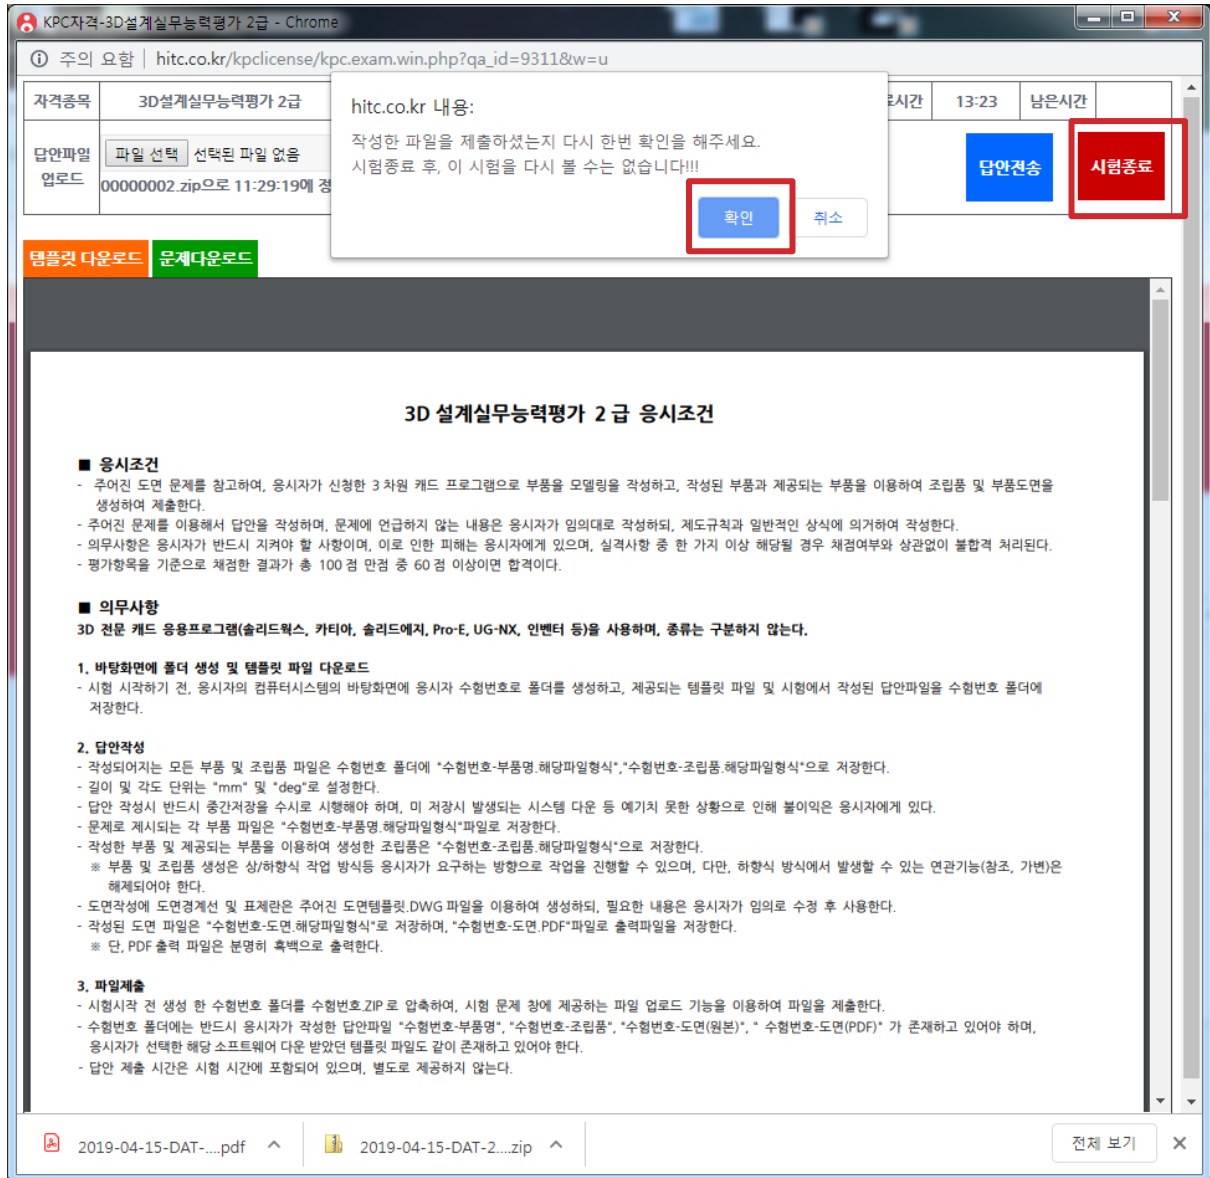 KPC자격-3D설계실무능력평가 2급 - Chrome
주의 요함 | hitc.co.kr/kpclicense/kpc.exam.win.php?qa_id=9311&w=u
자격종목 3D설계실무능력평가 2급 료시간 13:23 남은시간
hitc.co.kr 내용:
작성한 파일을 제출하셨는지 다시 한번 확인을 해주세요.
시험종료 후, 이 시험을 다시 볼 수는 없습니다!!!
확인 취소
답안파일 업로드
파일 선택 선택된 파일 없음
00000002.zip으로 11:29:19에 정
답안전송 시험종료
템플릿 다운로드 문제다운로드
3D 설계실무능력평가 2 급 응시조건
■ 응시조건
- 주어진 도면 문제를 참고하여, 응시자가 신청한 3 차원 캐드 프로그램으로 부품을 모델링을 작성하고, 작성된 부품과 제공되는 부품을 이용하여 조립품 및 부품도면을
생성하여 제출한다.
- 주어진 문제를 이용해서 답안을 작성하며, 문제에 언급하지 않는 내용은 응시자가 임의대로 작성하되, 제도규칙과 일반적인 상식에 의거하여 작성한다.
- 의무사항은 응시자가 반드시 지켜야 할 사항이며, 이로 인한 피해는 응시자에게 있으며, 실격사항 중 한 가지 이상 해당될 경우 채점여부와 상관없이 불합격 처리된다.
- 평가항목을 기준으로 채점한 결과가 총 100 점 만점 중 60 점 이상이면 합격이다.
■ 의무사항
3D 전문 캐드 응용프로그램(솔리드웍스, 카티아, 솔리드에지, Pro-E, UG-NX, 인벤터 등)을 사용하며, 종류는 구분하지 않는다.
1. 바탕화면에 폴더 생성 및 템플릿 파일 다운로드
- 시험 시작하기 전, 응시자의 컴퓨터시스템의 바탕화면에 응시자 수험번호로 폴더를 생성하고, 제공되는 템플릿 파일 및 시험에서 작성된 답안파일을 수험번호 폴더에
저장한다.
2. 답안작성
- 작성되어지는 모든 부품 및 조립품 파일은 수험번호 폴더에 "수험번호-부품명.해당파일형식","수험번호-조립품.해당파일형식"으로 저장한다.
- 길이 및 각도 단위는 "mm" 및 "deg"로 설정한다.
- 답안 작성시 반드시 중간저장을 수시로 시행해야 하며, 미 저장시 발생되는 시스템 다운 등 예기치 못한 상황으로 인해 불이익은 응시자에게 있다.
- 문제로 제시되는 각 부품 파일은 "수험번호-부품명.해당파일형식"파일로 저장한다.
- 작성한 부품 및 제공되는 부품을 이용하여 생성한 조립품은 "수험번호-조립품.해당파일형식"으로 저장한다.
※ 부품 및 조립품 생성은 상/하향식 작업 방식등 응시자가 요구하는 방향으로 작업을 진행할 수 있으며, 다만, 하향식 방식에서 발생할 수 있는 연관기능(참조, 가변)은
해제되어야 한다.
- 도면작성에 도면경계선 및 표제란은 주어진 도면템플릿.DWG 파일을 이용하여 생성하되, 필요한 내용은 응시자가 임의로 수정 후 사용한다.
- 작성된 도면 파일은 "수험번호-도면.해당파일형식"로 저장하며, "수험번호-도면.PDF"파일로 출력파일을 저장한다.
※ 단, PDF 출력 파일은 분명히 흑백으로 출력한다.
3. 파일제출
- 시험시작 전 생성 한 수험번호 폴더를 수험번호.ZIP 로 압축하여, 시험 문제 창에 제공하는 파일 업로드 기능을 이용하여 파일을 제출한다.
- 수험번호 폴더에는 반드시 응시자가 작성한 답안파일 "수험번호-부품명", "수험번호-조립품", "수험번호-도면(원본)", " 수험번호-도면(PDF)" 가 존재하고 있어야 하며,
응시자가 선택한 해당 소프트웨어 다운 받았던 템플릿 파일도 같이 존재하고 있어야 한다.
- 답안 제출 시간은 시험 시간에 포함되어 있으며, 별도로 제공하지 않는다.
2019-04-15-DAT-....pdf 2019-04-15-DAT-2....zip 전체 보기